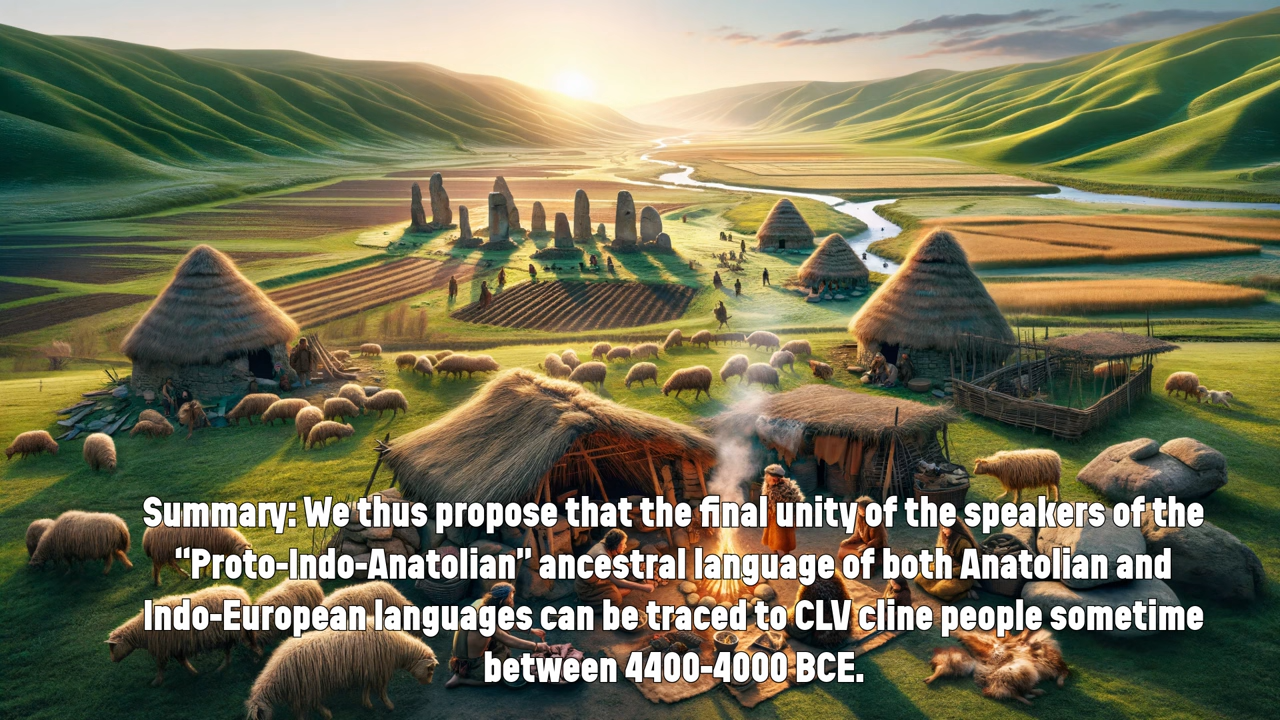 Summary: We thus propose that the final unity of the speakers of the
“Proto-Indo-Anatolian” ancestral language of both Anatolian and
Indo-European languages can be traced to CLV cline people sometime
between 4400-4000 BCE.